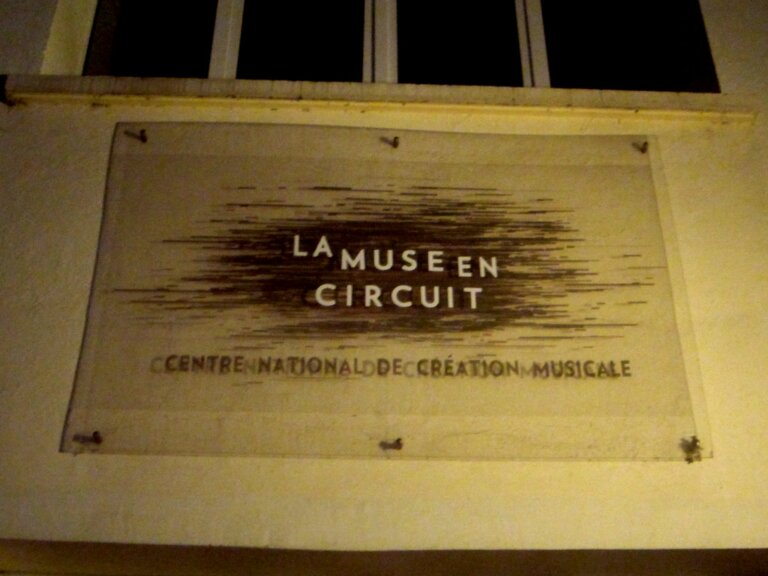 LA MUSE EN
CIRCUIT
CENTRE NATIONAL DE CRÉATION MUSICALE